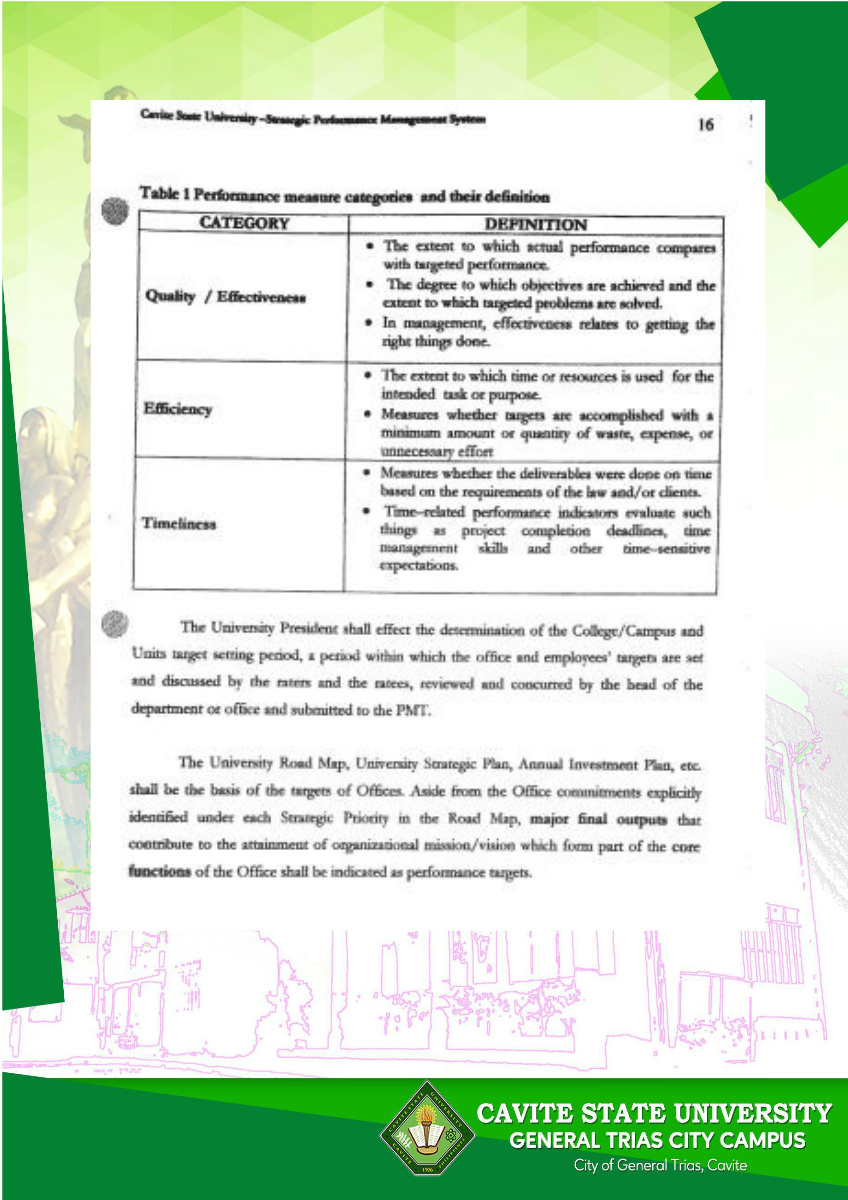 Cavite State University –Strategic Performance Management System
16
Table 1 Performance measure categories and their definition
CATEGORY
DEFINITION
Quality / Effectiveness
• The extent to which actual performance compares
with targeted performance.
• The degree to which objectives are achieved and the
extent to which targeted problems are solved.
• In management, effectiveness relates to getting the
right things done.
Efficiency
• The extent to which time or resources is used for the
intended task or purpose.
• Measures whether targets are accomplished with a
minimum amount or quantity of waste, expense, or
unnecessary effort
Timeliness
• Measures whether the deliverables were done on time
based on the requirements of the law and/or clients.
• Time–related performance indicators evaluate such
things as project completion deadlines, time
management skills and other time–sensitive
expectations.
The University President shall effect the determination of the College/Campus and
Units target setting period, a period within which the office and employees' targets are set
and discussed by the raters and the ratees, reviewed and concurred by the head of the
department or office and submitted to the PMT.
The University Road Map, University Strategic Plan, Annual Investment Plan, etc.
shall be the basis of the targets of Offices. Aside from the Office commitments explicitly
identified under each Strategic Priority in the Road Map, major final outputs that
contribute to the attainment of organizational mission/vision which form part of the core
functions of the Office shall be indicated as performance targets.
CAVITE STATE UNIVERSITY
GENERAL TRIAS CITY CAMPUS
City of General Trias, Cavite
1906